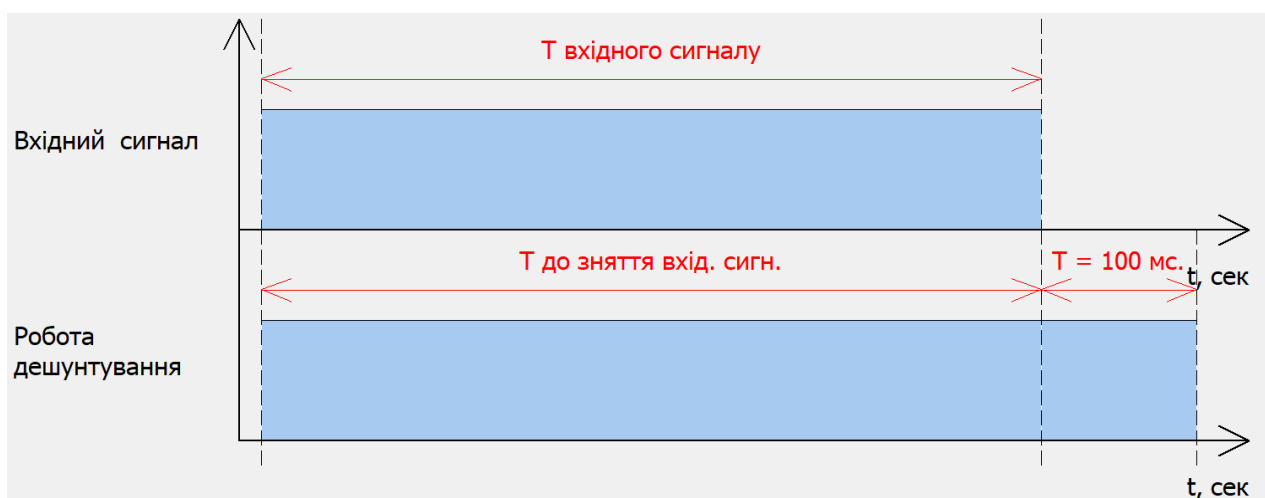 Т вхідного сигналу
Вхідний сигнал
Т до зняття вхід. сигн.
Т = 100 мс.
t, сек
Робота
дешунтування
t, сек